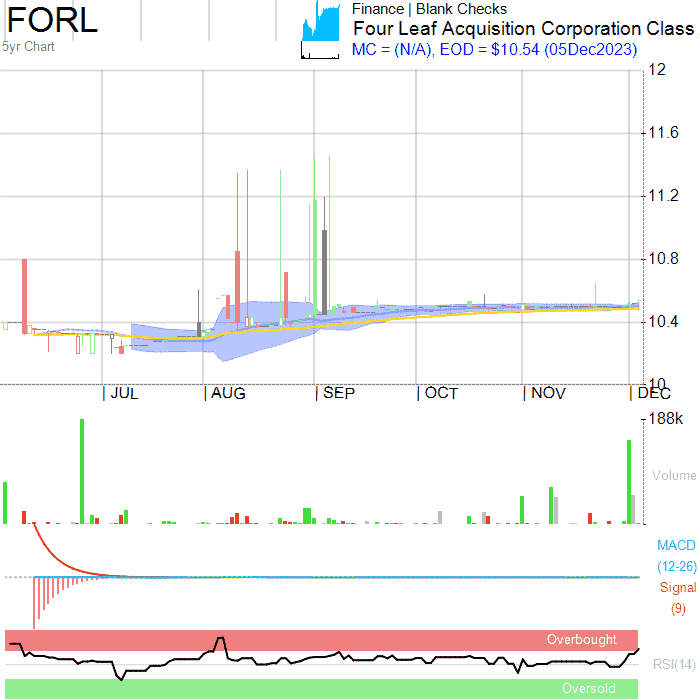 FORL
5yr Chart
Finance | Blank Checks
Four Leaf Acquisition Corporation Class
MC = (N/A), EOD = $10.54 (05Dec2023)
12
11.6
11.2
10.8
10.4
10
JUL
AUG
SEP
OCT
NOV
DEC
188k
Volume
MACD
(12-26)
Signal
(9)
Overbought
RSI(14)
Oversold